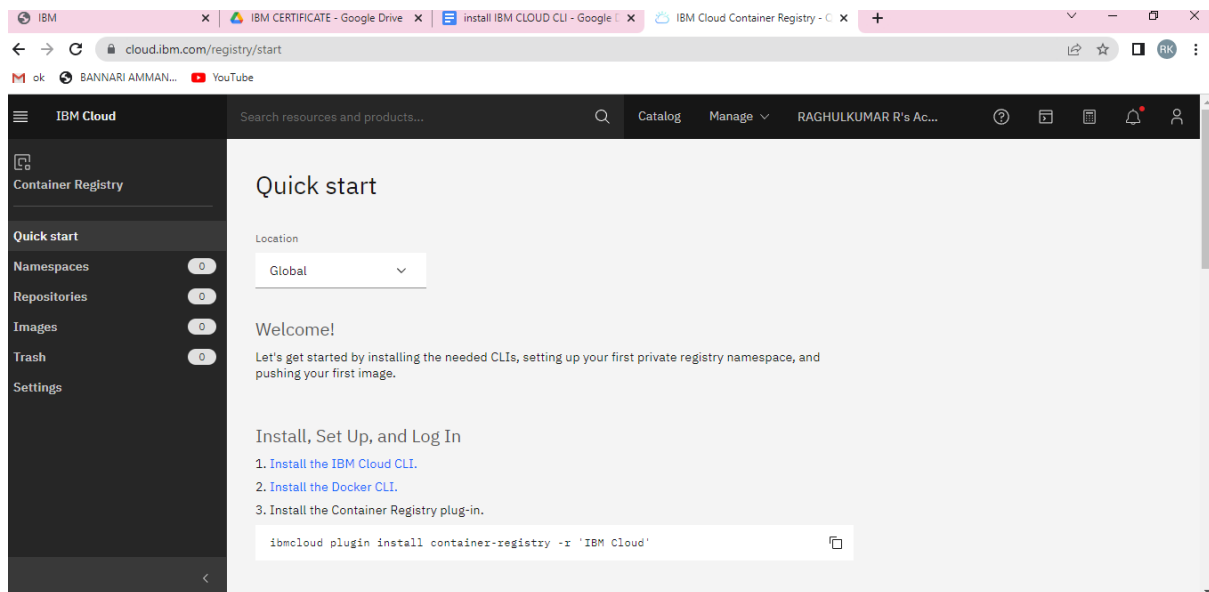 IBM
IBM CERTIFICATE - Google Drive
install IBM CLOUD CLI - Google D
IBM Cloud Container Registry - C
cloud.ibm.com/registry/start
RK
ok
BANNARI AMMAN...
YouTube
IBM Cloud
Search resources and products...
Catalog
Manage
RAGHULKUMAR R's Ac...
Container Registry
Quick start
Namespaces 0
Repositories 0
Images 0
Trash 0
Settings
Quick start
Location
Global
Welcome!
Let's get started by installing the needed CLIs, setting up your first private registry namespace, and
pushing your first image.
Install, Set Up, and Log In
1. Install the IBM Cloud CLI.
2. Install the Docker CLI.
3. Install the Container Registry plug-in.
ibmcloud plugin install container-registry -r 'IBM Cloud'